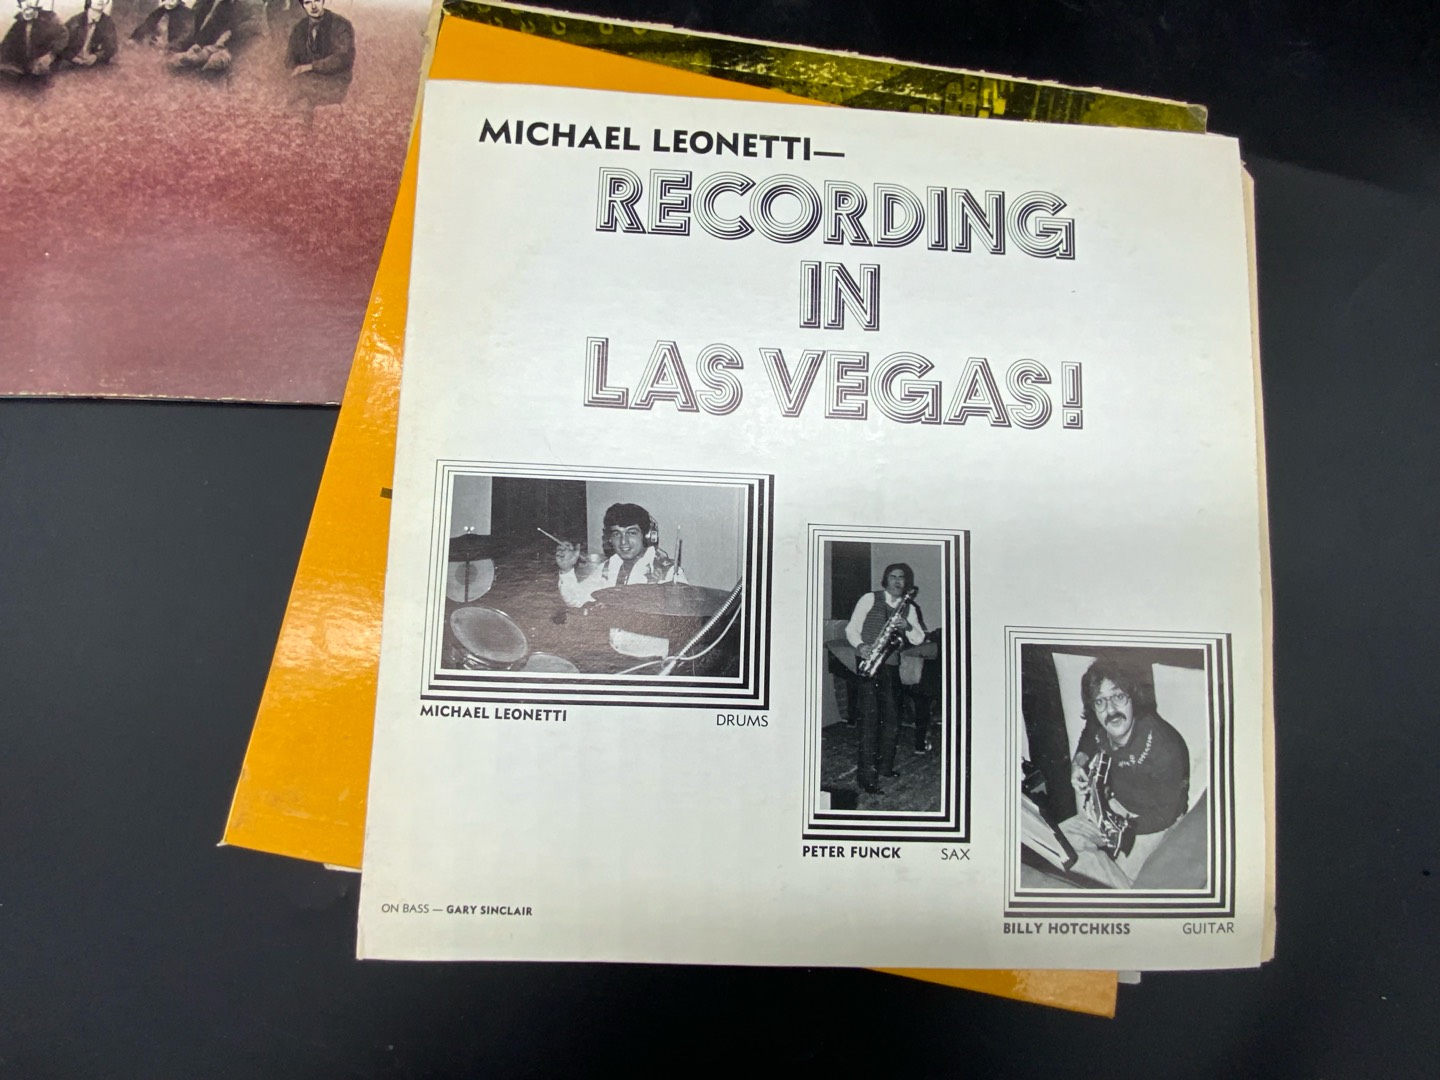 MICHAEL LEONETTI—
RECORDING
IN
LAS VEGAS!
MICHAEL LEONETTI DRUMS
PETER FUNCK SAX
BILLY HOTCHKISS GUITAR
ON BASS — GARY SINCLAIR